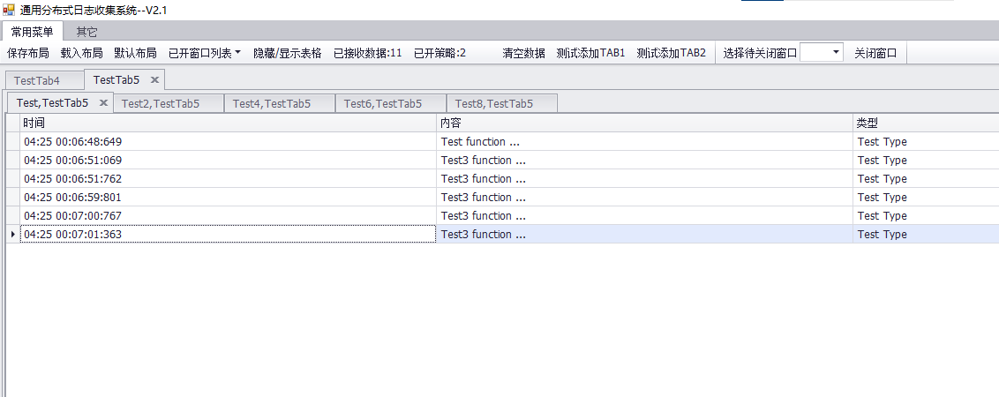 通用分布式日志收集系统--V2.1
常用菜单 其它
保存布局 载入布局 默认布局 已开窗口列表 隐藏/显示表格 已接收数据:11 已开策略:2 清空数据 测试添加TAB1 测试添加TAB2 选择待关闭窗口 关闭窗口
TestTab4 TestTab5
Test,TestTab5 Test2,TestTab5 Test4,TestTab5 Test6,TestTab5 Test8,TestTab5
时间 内容 类型
04:25 00:06:48:649 Test function ... Test Type
04:25 00:06:51:069 Test3 function ... Test Type
04:25 00:06:51:762 Test3 function ... Test Type
04:25 00:06:59:801 Test3 function ... Test Type
04:25 00:07:00:767 Test3 function ... Test Type
04:25 00:07:01:363 Test3 function ... Test Type